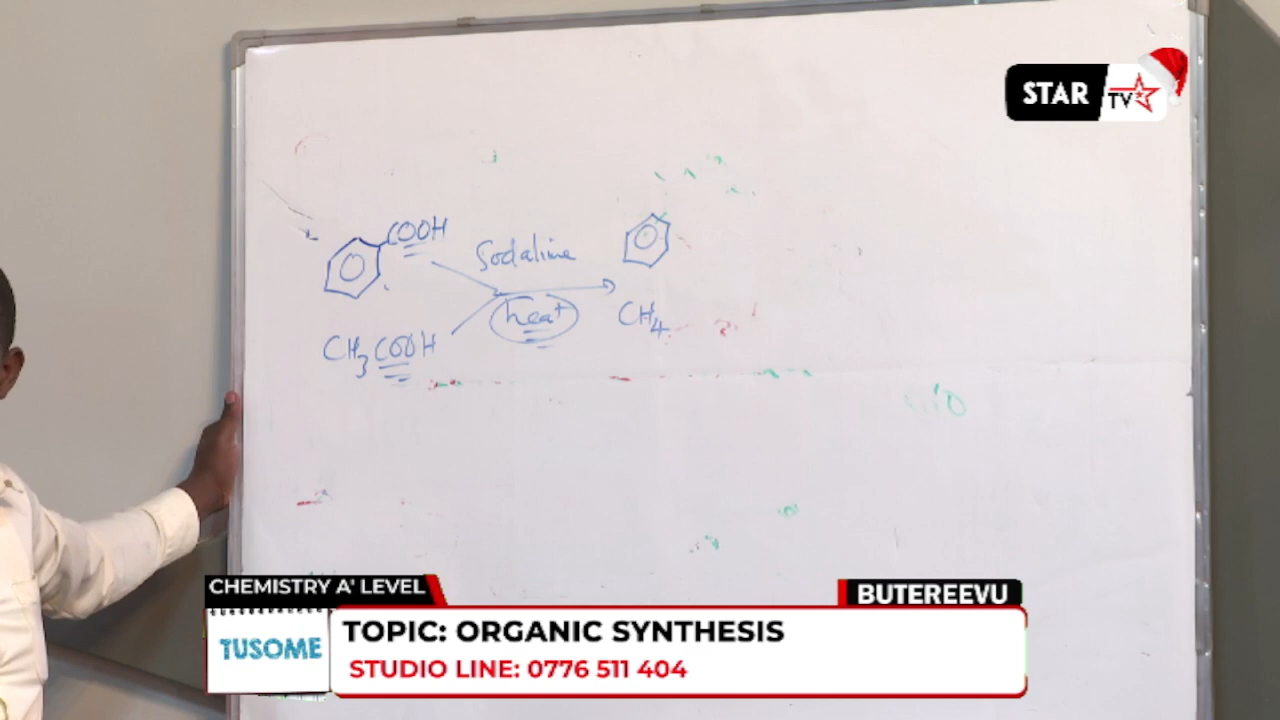 STAR TV
COOH
Sodalime
heat
CH3COOH
CH4
CHEMISTRY A' LEVEL
BUTEREEVU
TUSOME
TOPIC: ORGANIC SYNTHESIS
STUDIO LINE: 0776 511 404